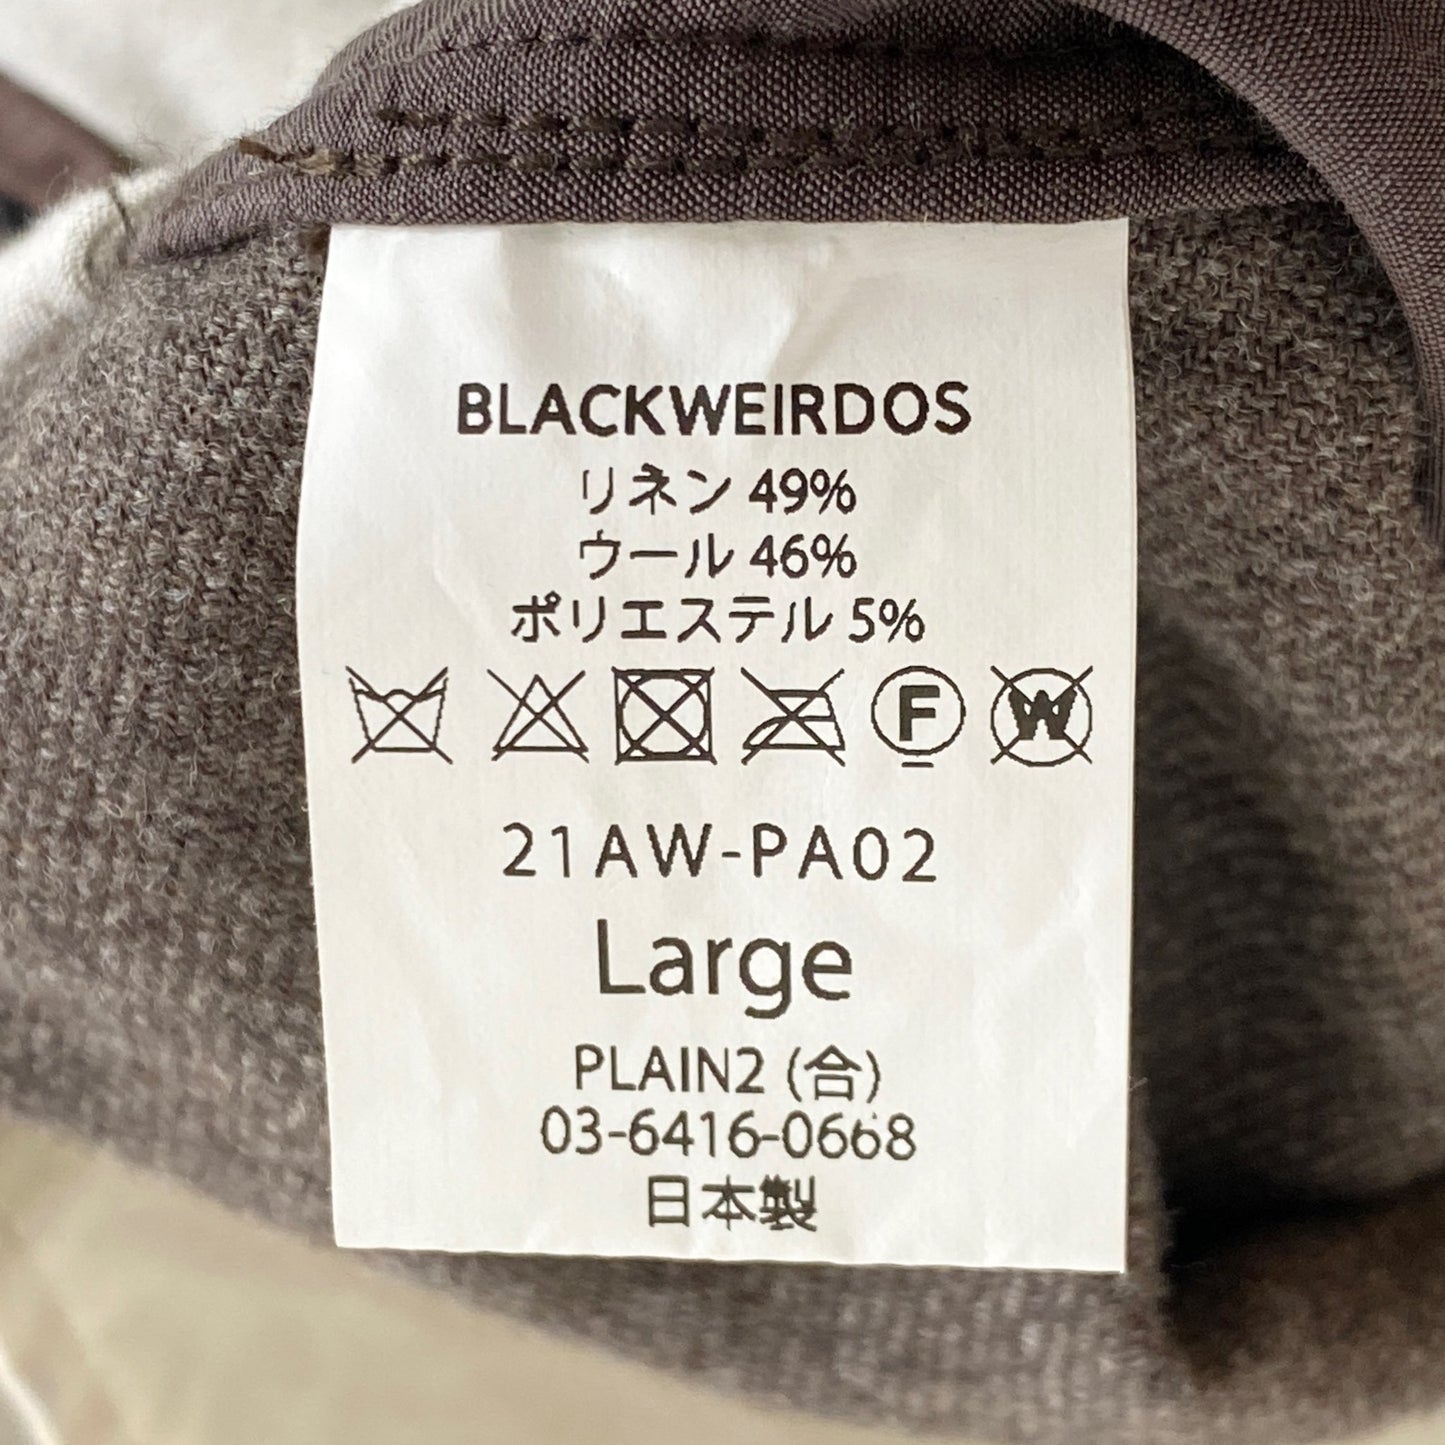 BLACKWEIRDOS
リネン 49%
ウール 46%
ポリエステル 5%
F W
21AW-PA02
Large
PLAIN2 (合)
03-6416-0668
日本製